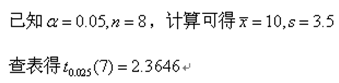 已知 α = 0.05, n = 8，计算可得 x̄ = 10, s = 3.5
查表得 t₀.₀₂₅(7) = 2.3646↵